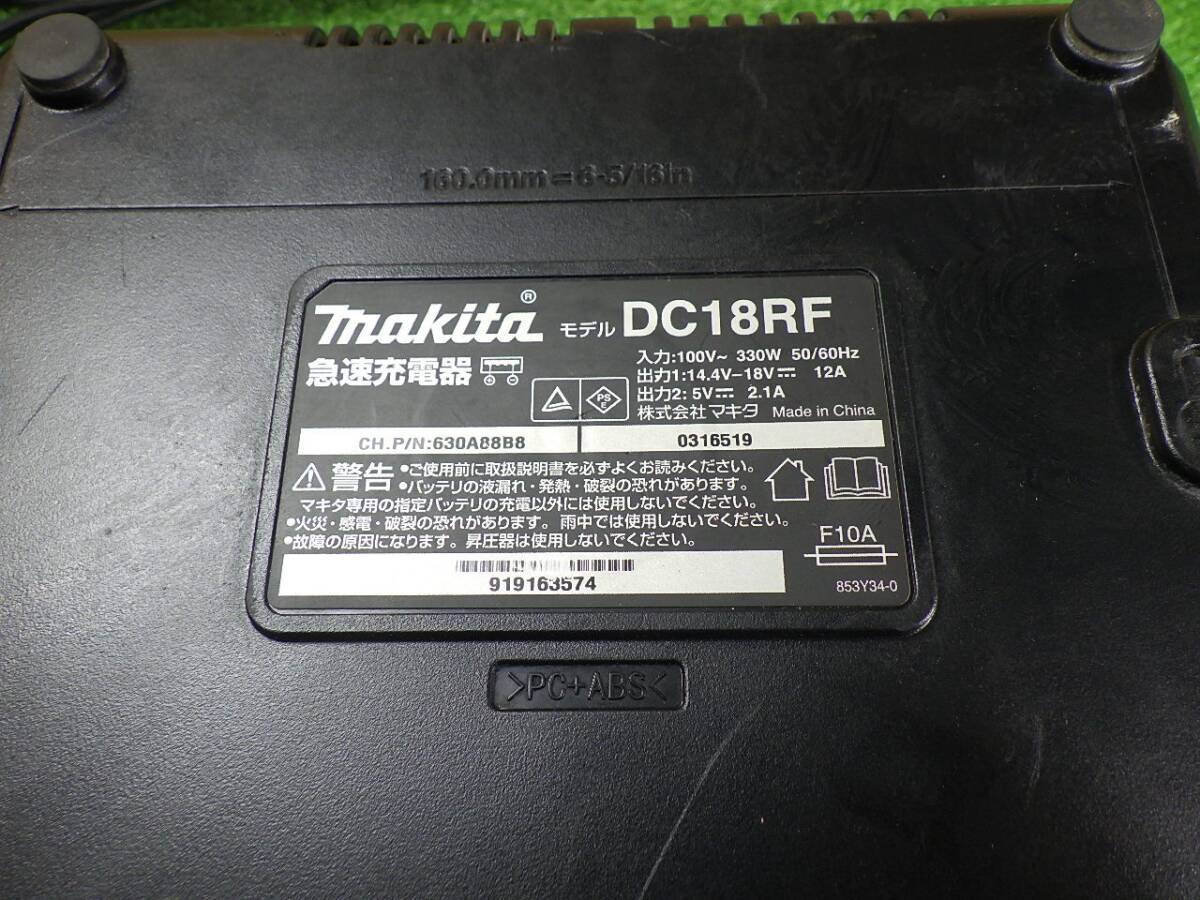 160.0mm=6-5/16in
makita® モデル DC18RF
急速充電器
入力:100V~ 330W 50/60Hz
出力1:14.4V-18V⎓ 12A
出力2:5V⎓ 2.1A
PSE
株式会社マキタ Made in China
CH.P/N:630A88B8 0316519
警告 •ご使用前に取扱説明書を必ずよくお読みください。
•バッテリの液漏れ・発熱・破裂の恐れがあります。
マキタ専用の指定バッテリの充電以外には使用しないでください。
•火災・感電・破裂の恐れがあります。雨中では使用しないでください。
•故障の原因になります。昇圧器は使用しないでください。
F10A
919163574
853Y34-0
>PC+ABS<